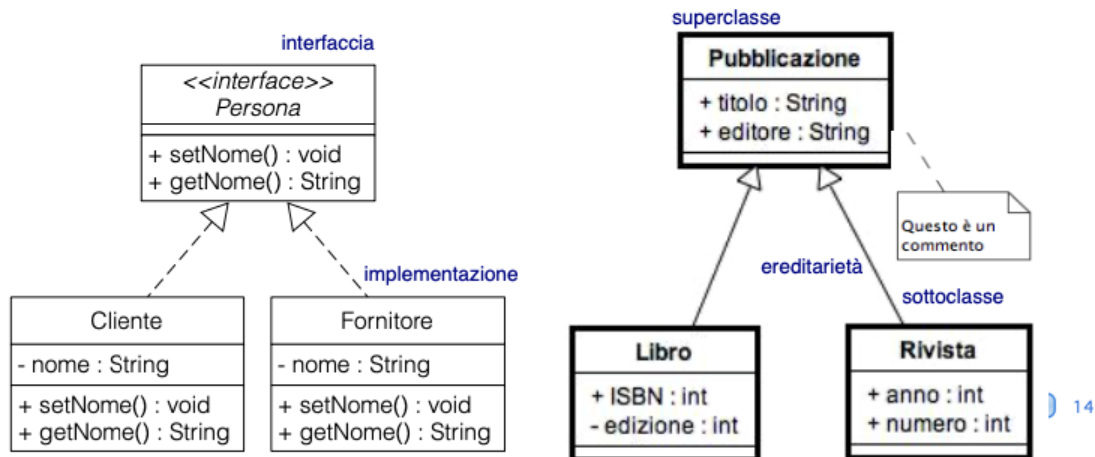 interfaccia
<<interface>>
Persona
+ setNome() : void
+ getNome() : String
implementazione
Cliente
- nome : String
+ setNome() : void
+ getNome() : String
Fornitore
- nome : String
+ setNome() : void
+ getNome() : String
superclasse
Pubblicazione
+ titolo : String
+ editore : String
Questo è un
commento
ereditarietà
sottoclasse
Libro
+ ISBN : int
- edizione : int
Rivista
+ anno : int
+ numero : int
14